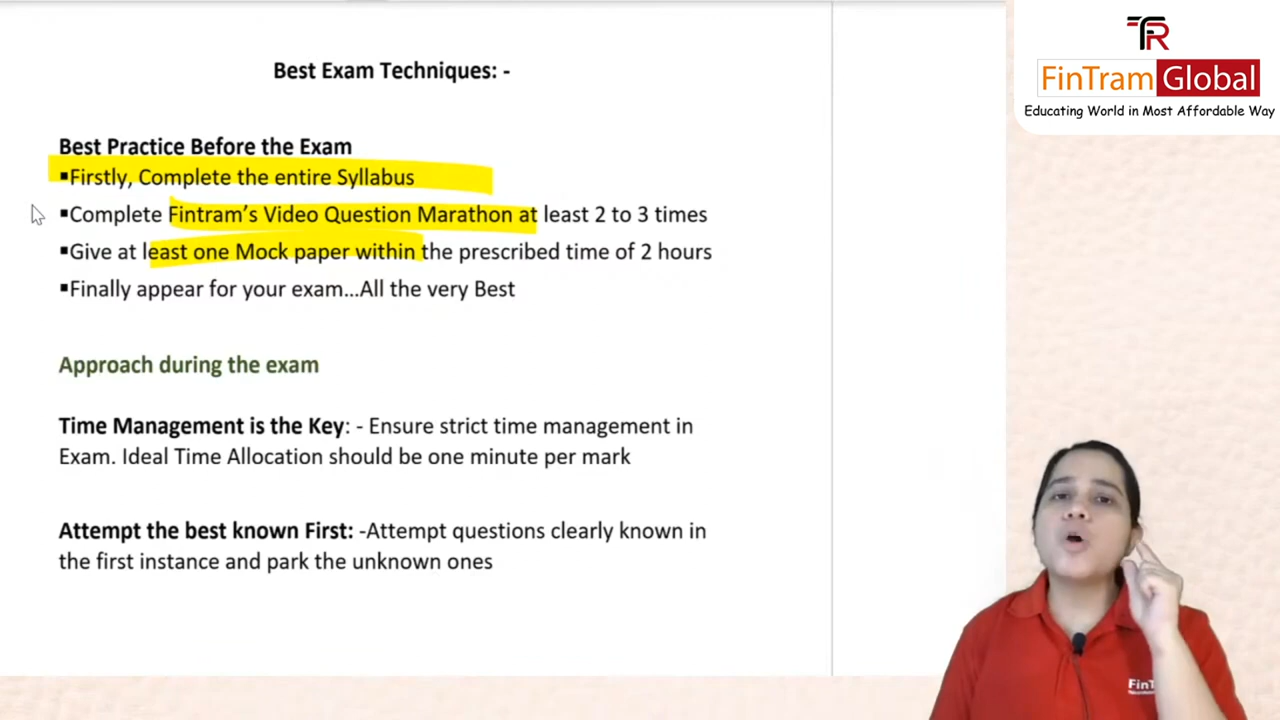 Best Exam Techniques: -
Best Practice Before the Exam
▪Firstly, Complete the entire Syllabus
▪Complete Fintram’s Video Question Marathon at least 2 to 3 times
▪Give at least one Mock paper within the prescribed time of 2 hours
▪Finally appear for your exam…All the very Best
Approach during the exam
Time Management is the Key: - Ensure strict time management in
Exam. Ideal Time Allocation should be one minute per mark
Attempt the best known First: -Attempt questions clearly known in
the first instance and park the unknown ones
FinTram Global
Educating World in Most Affordable Way